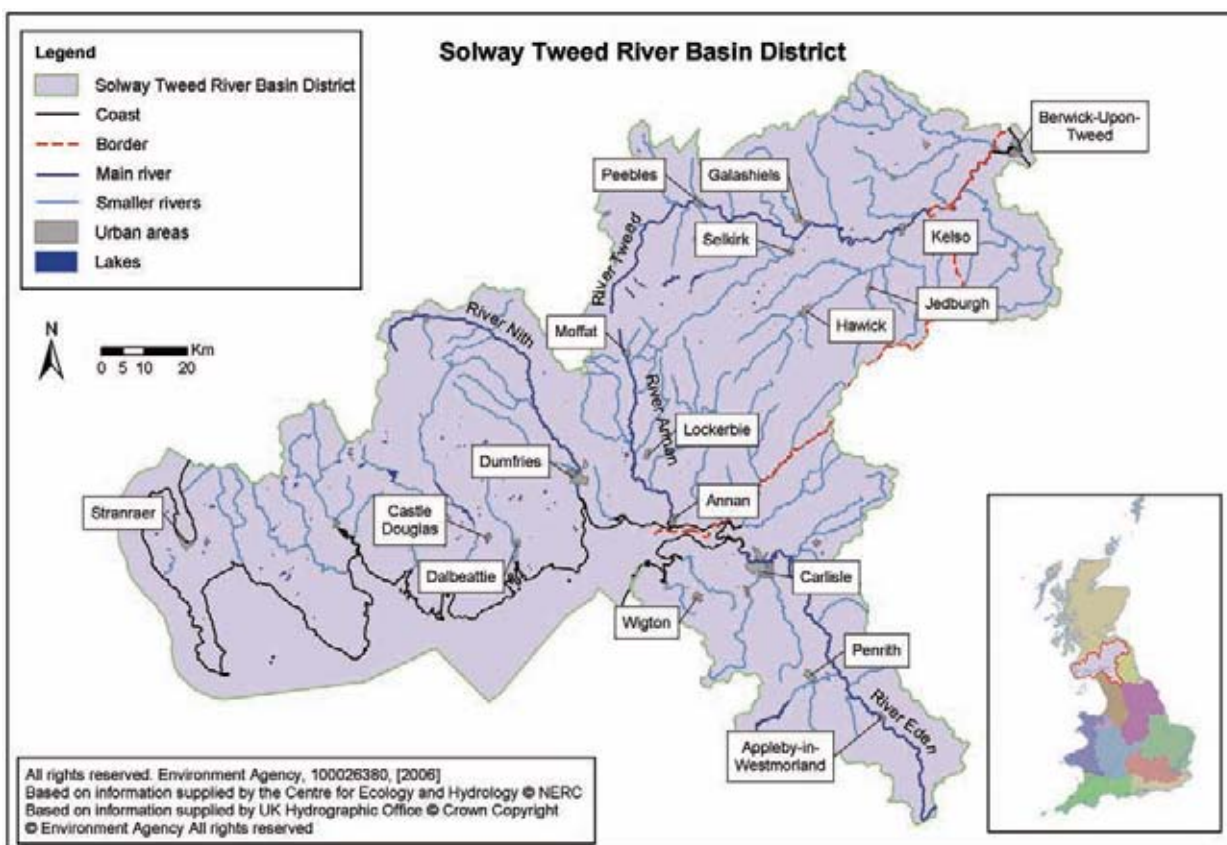 Solway Tweed River Basin District
Legend
Solway Tweed River Basin District
Coast
Border
Main river
Smaller rivers
Urban areas
Lakes
N
Km
0 5 10 20
Berwick-Upon-
Tweed
Peebles
Galashiels
Selkirk
Kelso
River Tweed
Jedburgh
Hawick
Moffat
River Nith
River Annan
Lockerbie
Dumfries
Annan
Stranraer
Castle
Douglas
Dalbeattie
Carlisle
Wigton
Penrith
River Eden
Appleby-in-
Westmorland
All rights reserved. Environment Agency, 100026380, [2006]
Based on information supplied by the Centre for Ecology and Hydrology © NERC
Based on information supplied by UK Hydrographic Office © Crown Copyright
© Environment Agency All rights reserved